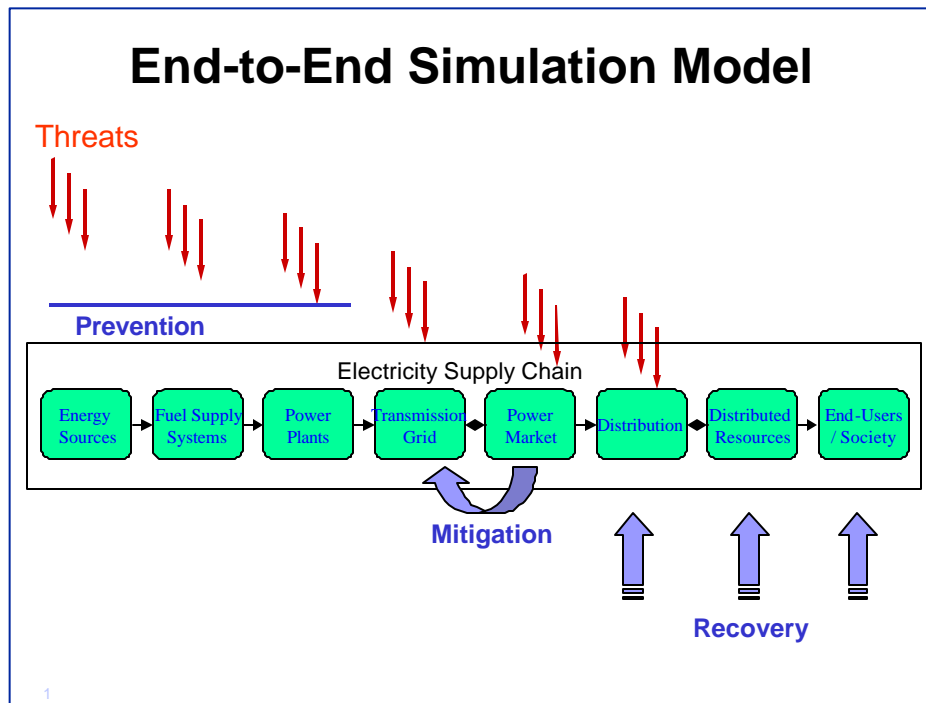 End-to-End Simulation Model
Threats
Prevention
Electricity Supply Chain
Energy
Sources
Fuel Supply
Systems
Power
Plants
Transmission
Grid
Power
Market
Distribution
Distributed
Resources
End-Users
/ Society
Mitigation
Recovery
1